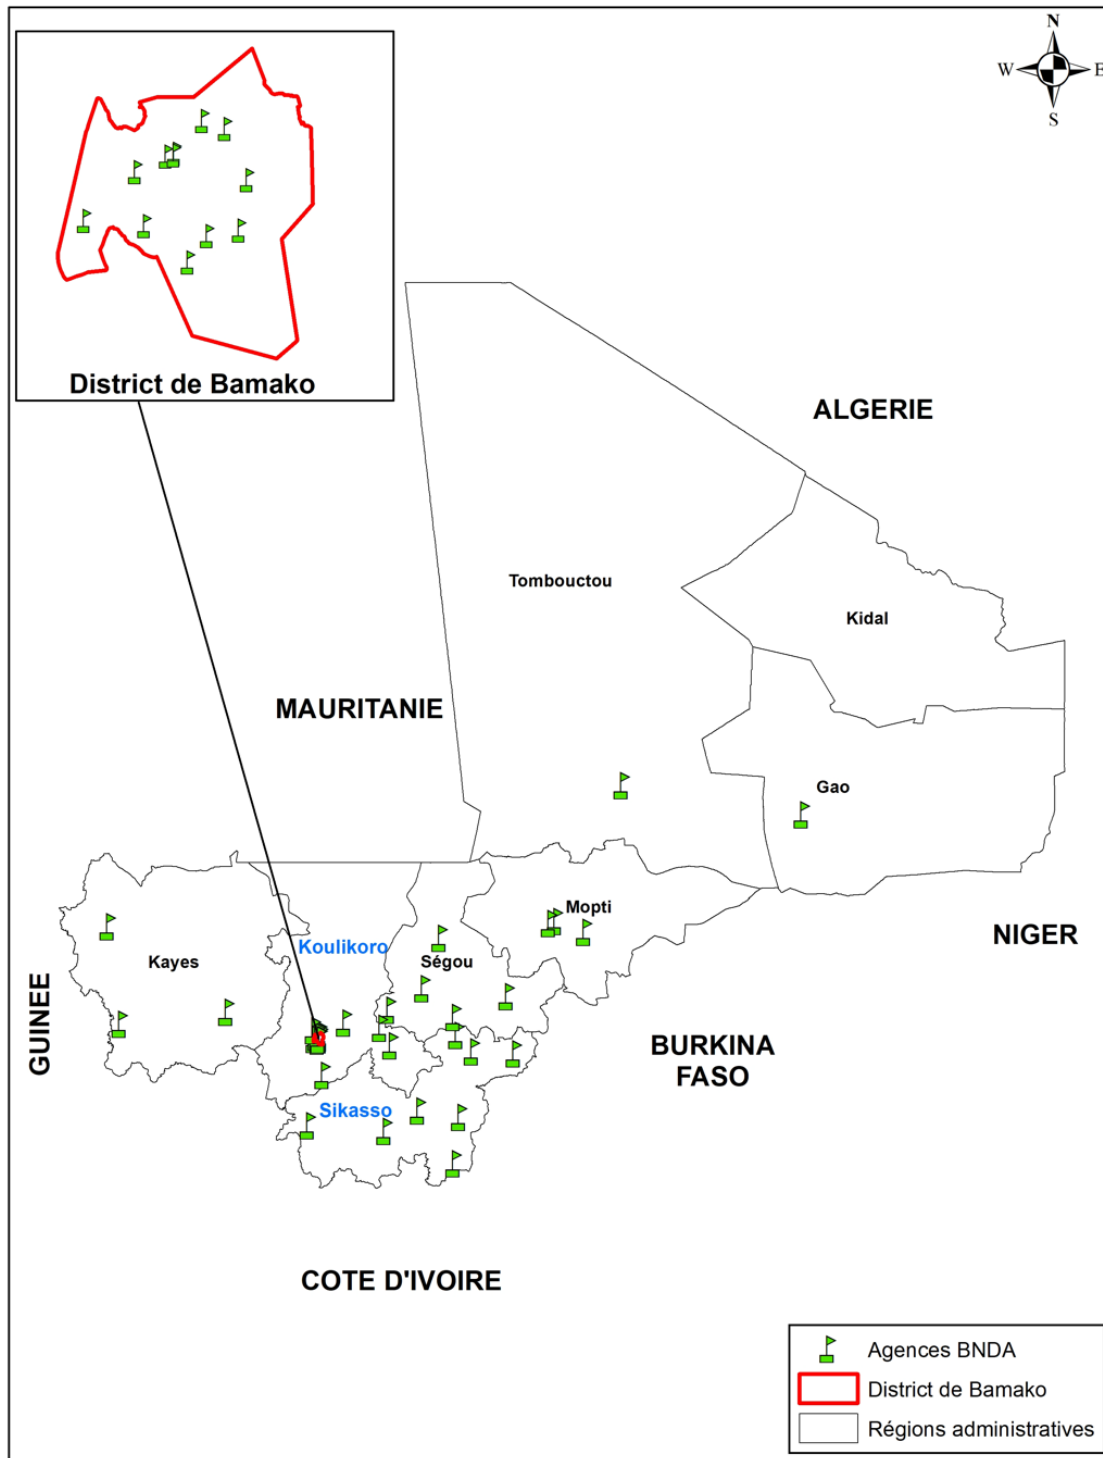 N
W
E
S
District de Bamako
ALGERIE
Tombouctou
Kidal
MAURITANIE
Gao
Mopti
NIGER
Koulikoro
Kayes
Ségou
GUINEE
BURKINA
FASO
Sikasso
COTE D'IVOIRE
Agences BNDA
District de Bamako
Régions administratives